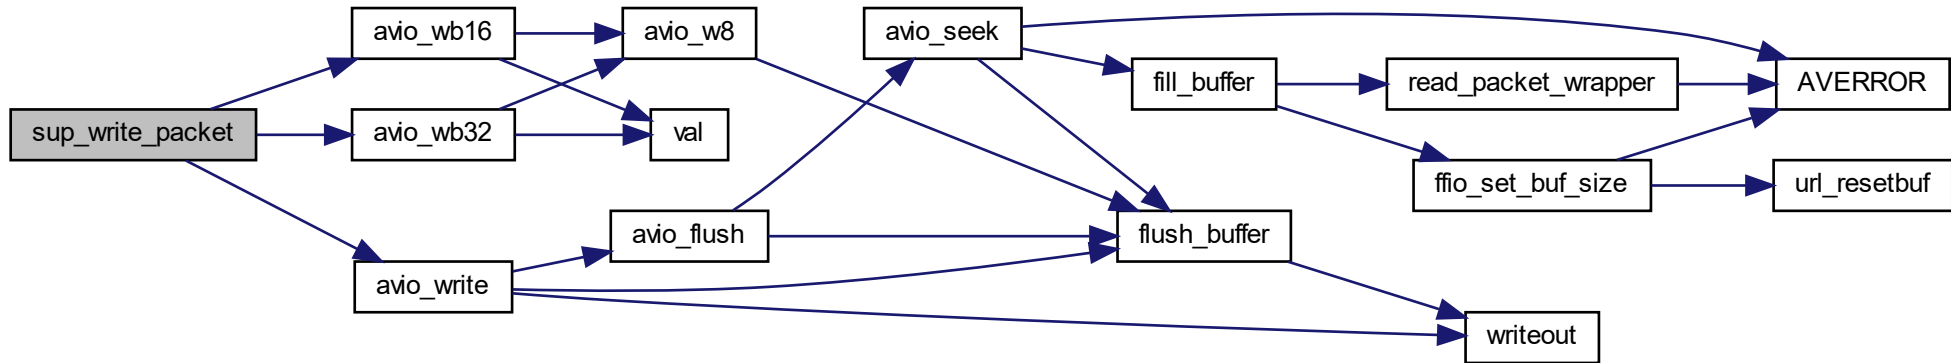 sup_write_packet
avio_wb16
avio_wb32
avio_write
avio_w8
val
avio_flush
avio_seek
fill_buffer
flush_buffer
read_packet_wrapper
ffio_set_buf_size
writeout
AVERROR
url_resetbuf